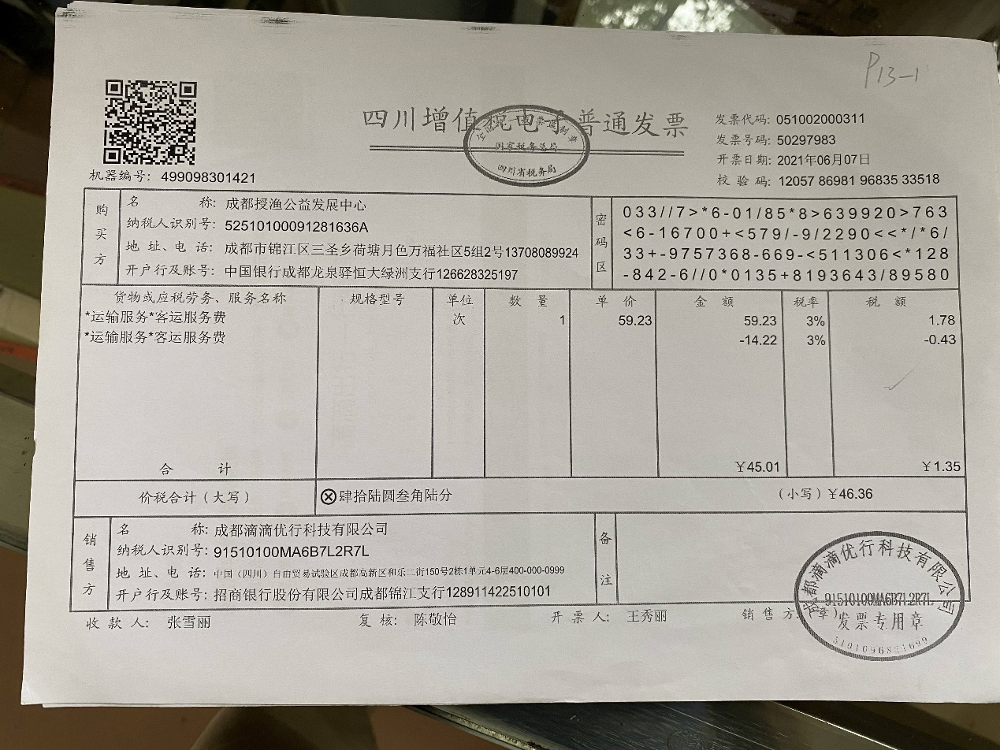 P13-1
四川增值税电子普通发票
国家税务总局
四川省税务局
发票代码: 051002000311
发票号码: 50297983
开票日期: 2021年06月07日
校 验 码: 12057 86981 96835 33518
机器编号: 499098301421
购买方
名 称: 成都授渔公益发展中心
纳税人识别号: 52510100091281636A
地 址、电 话: 成都市锦江区三圣乡荷塘月色万福社区5组2号13708089924
开户行及账号: 中国银行成都龙泉驿恒大绿洲支行126628325197
密码区
033//7>*6-01/85*8>639920>763
<6-16700+<579/-9/2290<<*/*6/
33+-9757368-669-<511306<*128
-842-6//0*0135+8193643/89580
货物或应税劳务、服务名称 规格型号 单位 数 量 单 价 金 额 税率 税 额
*运输服务*客运服务费 次 1 59.23 59.23 3% 1.78
*运输服务*客运服务费 -14.22 3% -0.43
合 计 ￥45.01 ￥1.35
价税合计（大写） ⊗肆拾陆圆叁角陆分 （小写）￥46.36
销售方
名 称: 成都滴滴优行科技有限公司
纳税人识别号: 91510100MA6B7L2R7L
地 址、电 话: 中国（四川）自由贸易试验区成都高新区和乐二街150号2栋1单元4-6层400-000-0999
开户行及账号: 招商银行股份有限公司成都锦江支行128911422510101
备注
收 款 人: 张雪丽 复 核: 陈敬怡 开 票 人: 王秀丽 销 售 方:（章）
成都滴滴优行科技有限公司
91510100MA6B7L2R7L
发票专用章